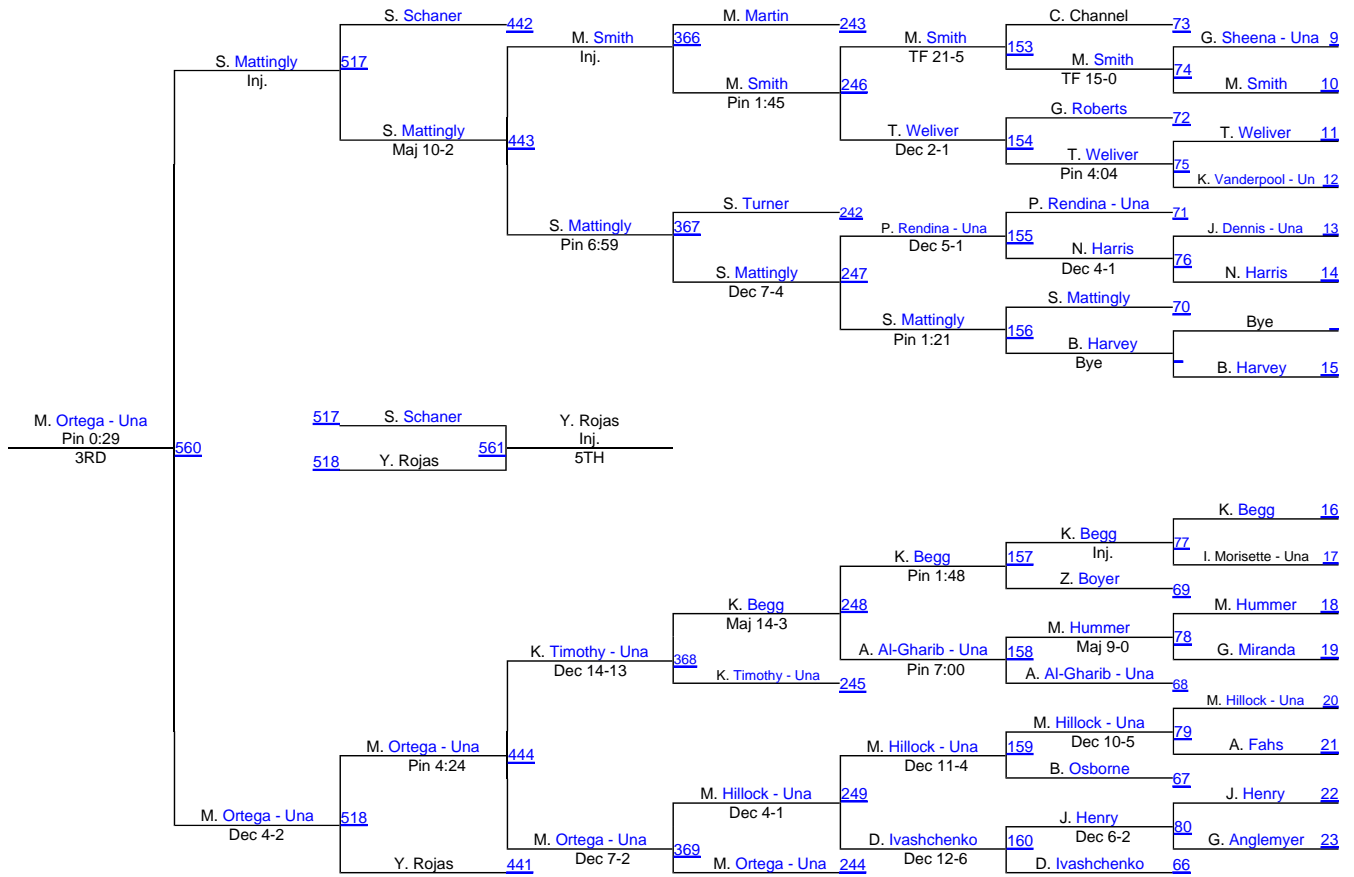 S. Schaner 442
S. Mattingly 517
Inj.
S. Mattingly 443
Maj 10-2
M. Smith 366
Inj.
S. Mattingly 367
Pin 6:59
M. Martin 243
M. Smith 246
Pin 1:45
S. Turner 242
S. Mattingly 247
Dec 7-4
M. Smith 153
TF 21-5
T. Weliver 154
Dec 2-1
P. Rendina - Una 155
Dec 5-1
S. Mattingly 156
Pin 1:21
C. Channel 73
M. Smith 74
TF 15-0
G. Roberts 72
T. Weliver 75
Pin 4:04
P. Rendina - Una 71
N. Harris 76
Dec 4-1
S. Mattingly 70
B. Harvey
Bye
G. Sheena - Una 9
M. Smith 10
T. Weliver 11
K. Vanderpool - Un 12
J. Dennis - Una 13
N. Harris 14
Bye
B. Harvey 15
M. Ortega - Una
Pin 0:29
3RD
560
517 S. Schaner
518 Y. Rojas
561
Y. Rojas
Inj.
5TH
M. Ortega - Una 518
Dec 4-2
M. Ortega - Una 444
Pin 4:24
Y. Rojas 441
K. Timothy - Una 368
Dec 14-13
M. Ortega - Una 369
Dec 7-2
K. Begg 248
Maj 14-3
K. Timothy - Una 245
M. Hillock - Una 249
Dec 4-1
M. Ortega - Una 244
K. Begg 157
Pin 1:48
A. Al-Gharib - Una 158
Pin 7:00
M. Hillock - Una 159
Dec 11-4
D. Ivashchenko 160
Dec 12-6
K. Begg 77
Inj.
Z. Boyer 69
M. Hummer 78
Maj 9-0
A. Al-Gharib - Una 68
M. Hillock - Una 79
Dec 10-5
B. Osborne 67
J. Henry 80
Dec 6-2
D. Ivashchenko 66
K. Begg 16
I. Morisette - Una 17
M. Hummer 18
G. Miranda 19
M. Hillock - Una 20
A. Fahs 21
J. Henry 22
G. Anglemyer 23